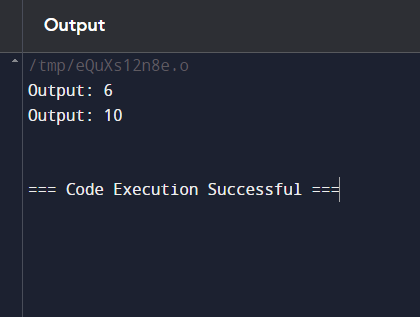 Output
/tmp/eQuXs12n8e.o
Output: 6
Output: 10
=== Code Execution Successful ===